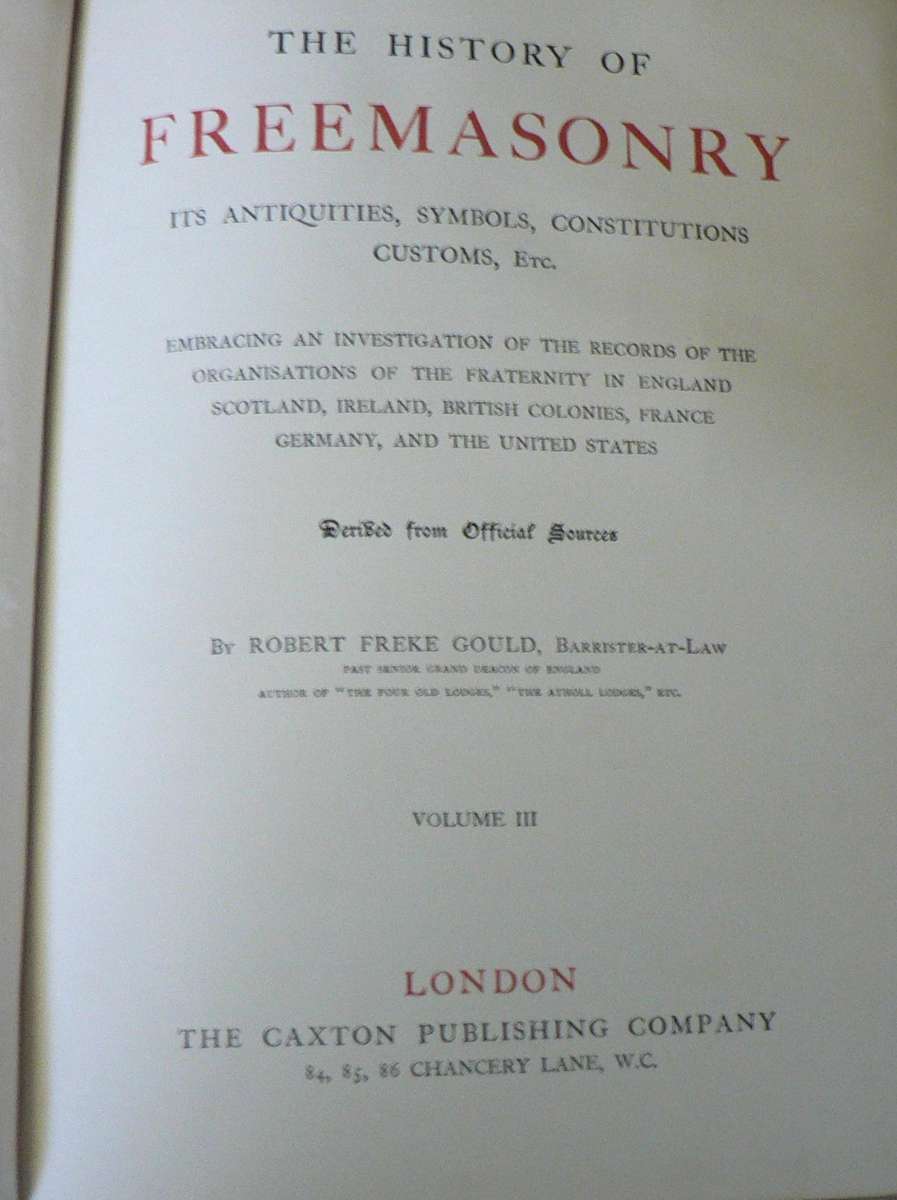 THE HISTORY OF
FREEMASONRY
ITS ANTIQUITIES, SYMBOLS, CONSTITUTIONS
CUSTOMS, ETC.
EMBRACING AN INVESTIGATION OF THE RECORDS OF THE
ORGANISATIONS OF THE FRATERNITY IN ENGLAND
SCOTLAND, IRELAND, BRITISH COLONIES, FRANCE
GERMANY, AND THE UNITED STATES
Derived from Official Sources
BY ROBERT FREKE GOULD, BARRISTER-AT-LAW
PAST SENIOR GRAND DEACON OF ENGLAND
AUTHOR OF "THE FOUR OLD LODGES," "THE ATHOLL LODGES," ETC.
VOLUME III
LONDON
THE CAXTON PUBLISHING COMPANY
84, 85, 86 CHANCERY LANE, W.C.